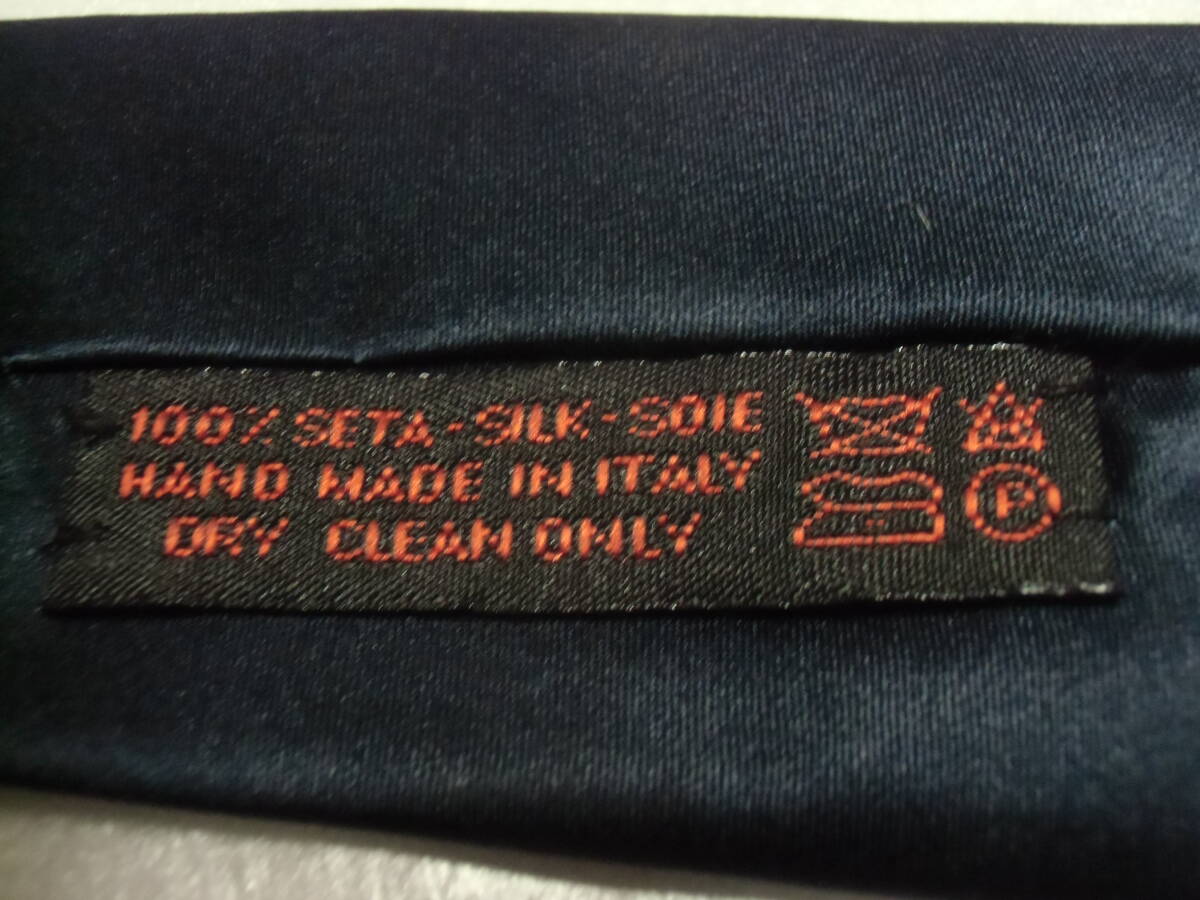 100% SETA-SILK-SOIE
HAND MADE IN ITALY
DRY CLEAN ONLY
P